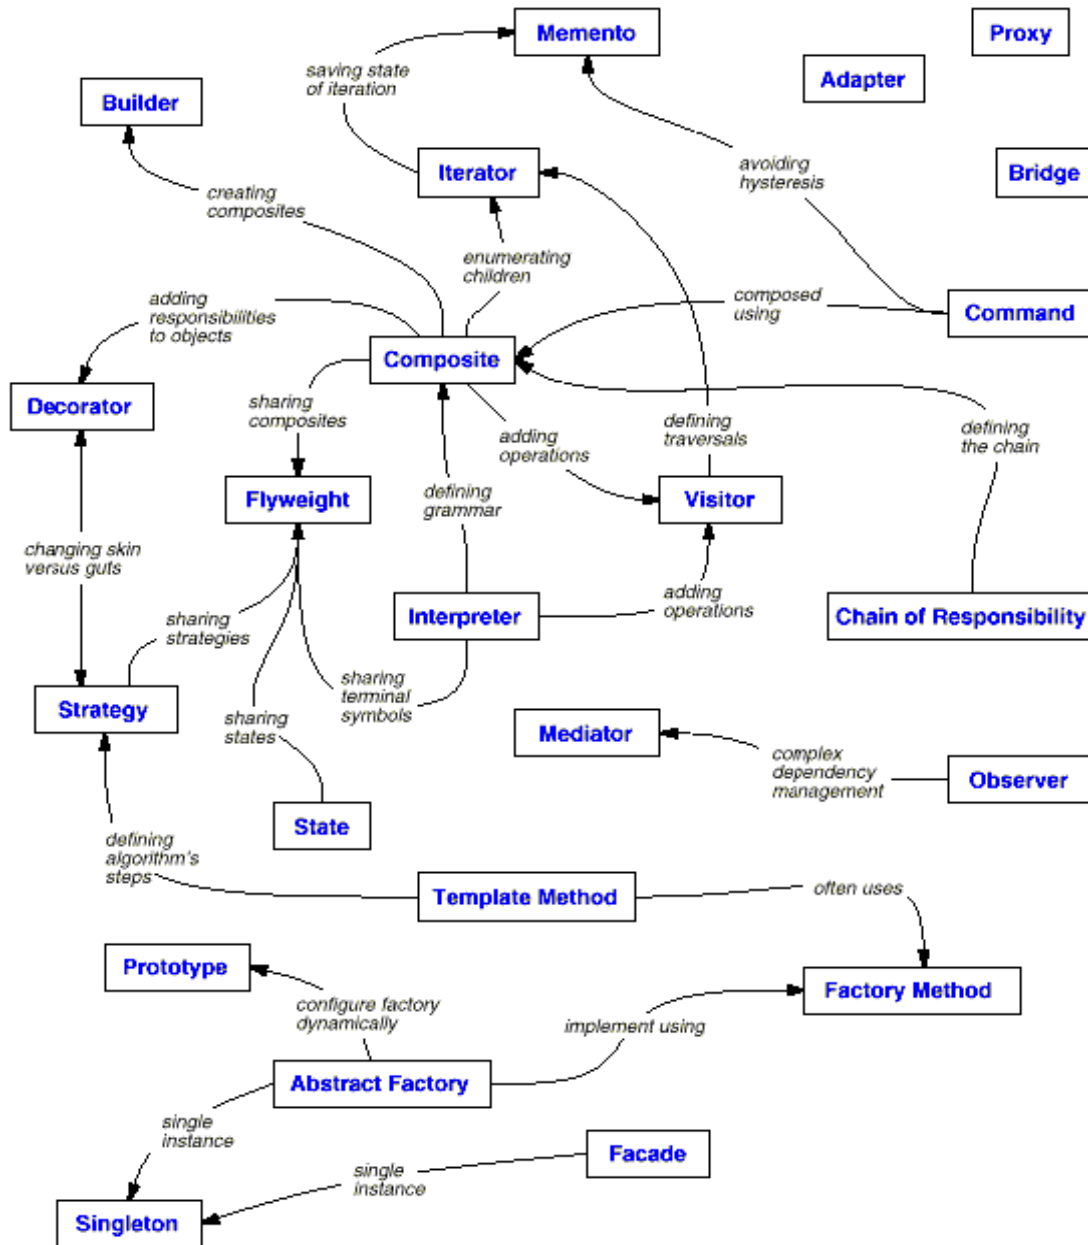 Memento
Proxy
saving state
of iteration
Adapter
Builder
Iterator
avoiding
hysteresis
Bridge
creating
composites
enumerating
children
adding
responsibilities
to objects
composed
using
Command
Composite
Decorator
sharing
composites
adding
operations
defining
traversals
defining
the chain
Flyweight
defining
grammar
Visitor
changing skin
versus guts
sharing
strategies
Interpreter
adding
operations
Chain of Responsibility
sharing
terminal
symbols
Strategy
sharing
states
Mediator
complex
dependency
management
Observer
State
defining
algorithm's
steps
Template Method
often uses
Prototype
Factory Method
configure factory
dynamically
implement using
Abstract Factory
single
instance
Facade
single
instance
Singleton